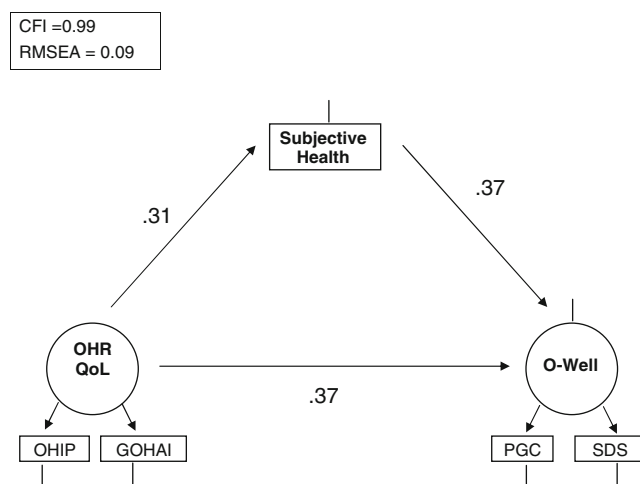 CFI =0.99
RMSEA = 0.09
Subjective
Health
.31
.37
OHR
QoL
O-Well
.37
OHIP
GOHAI
PGC
SDS